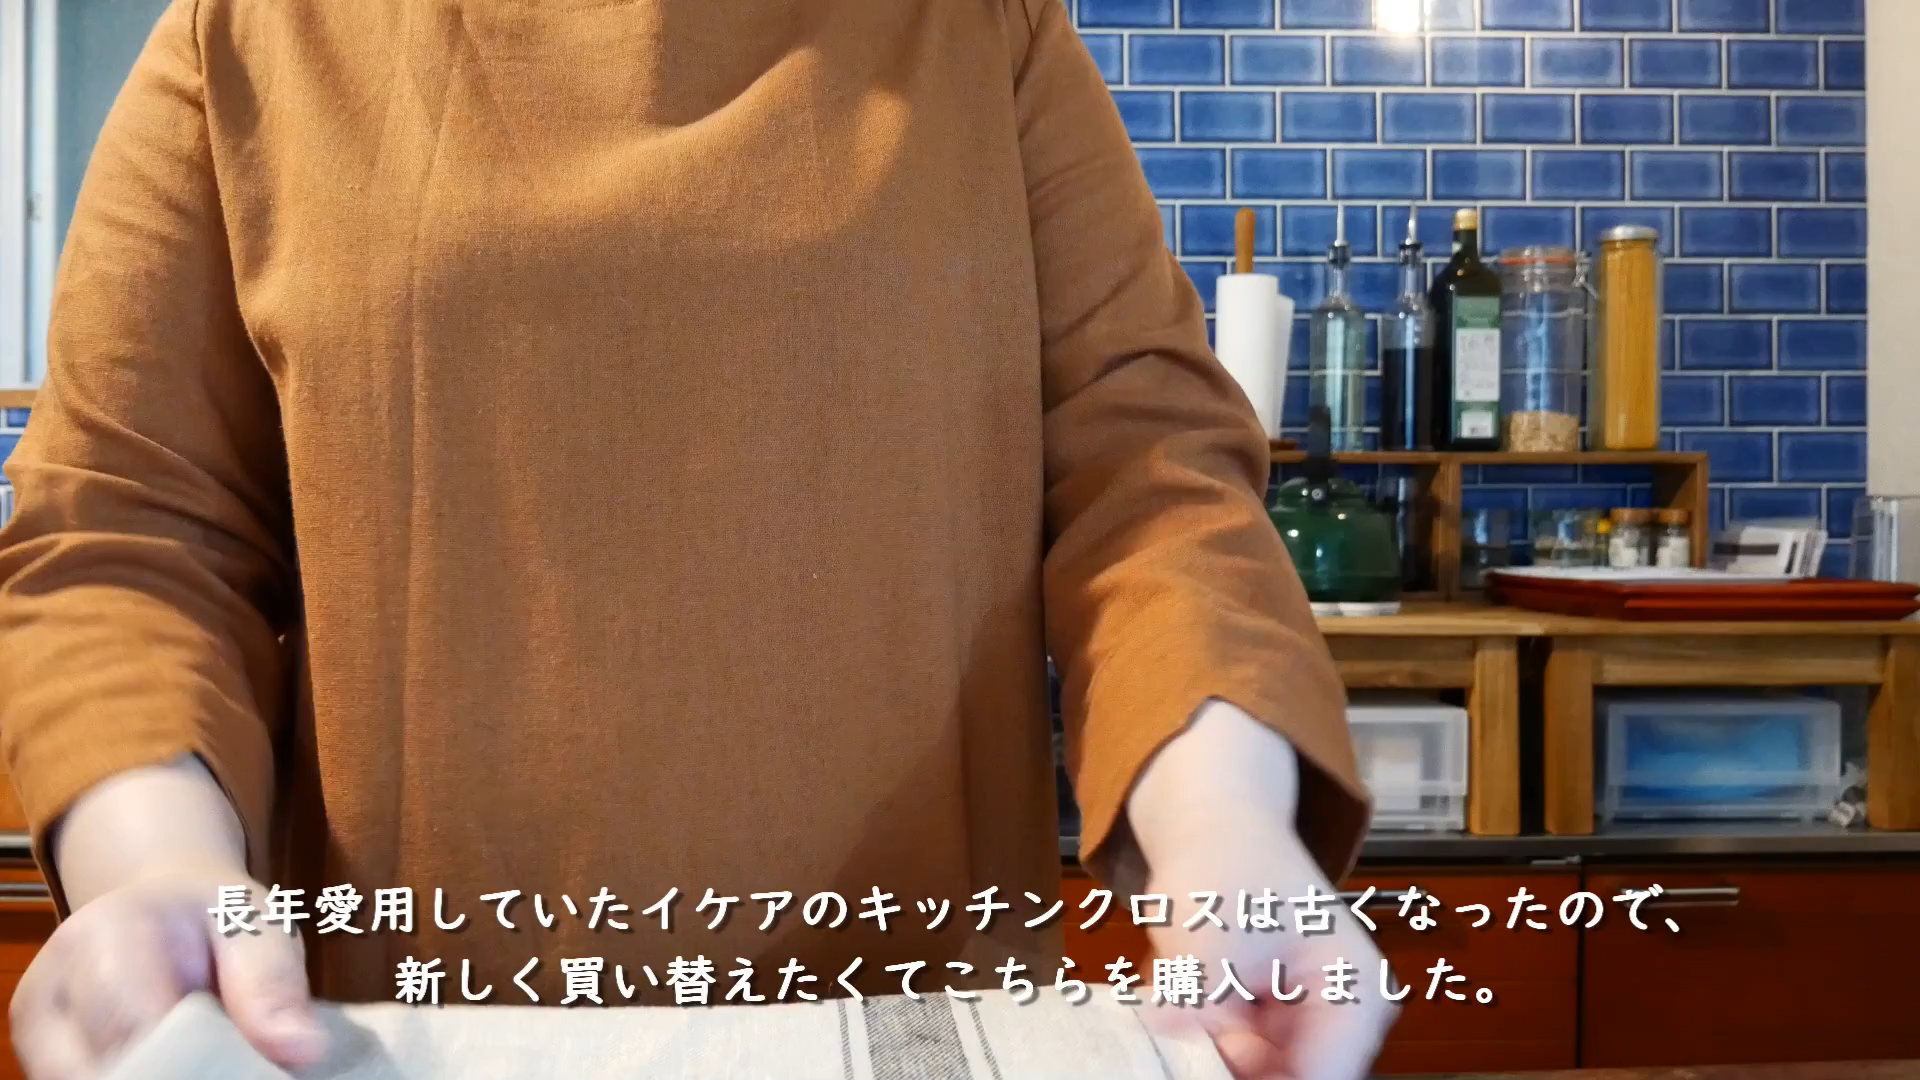 長年愛用していたイケアのキッチンクロスは古くなったので、
新しく買い替えたくてこちらを購入しました。